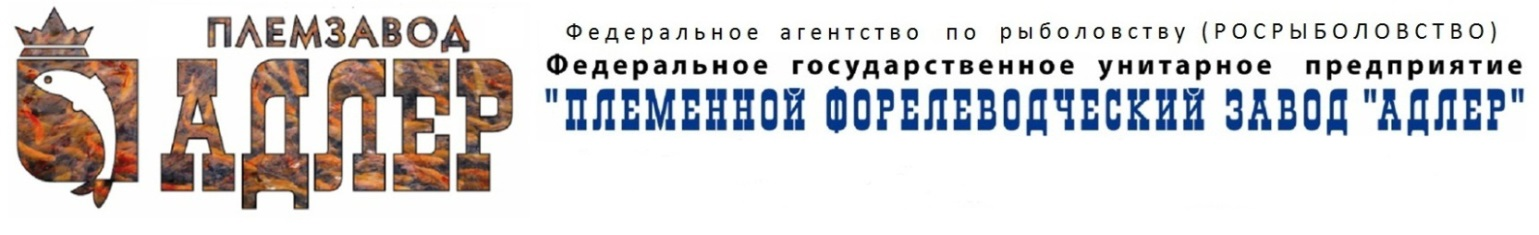 ПЛЕМЗАВОД
АДЛЕР
Федеральное агентство по рыболовству (РОСРЫБОЛОВСТВО)
Федеральное государственное унитарное предприятие
"ПЛЕМЕННОЙ ФОРЕЛЕВОДЧЕСКИЙ ЗАВОД "АДЛЕР"